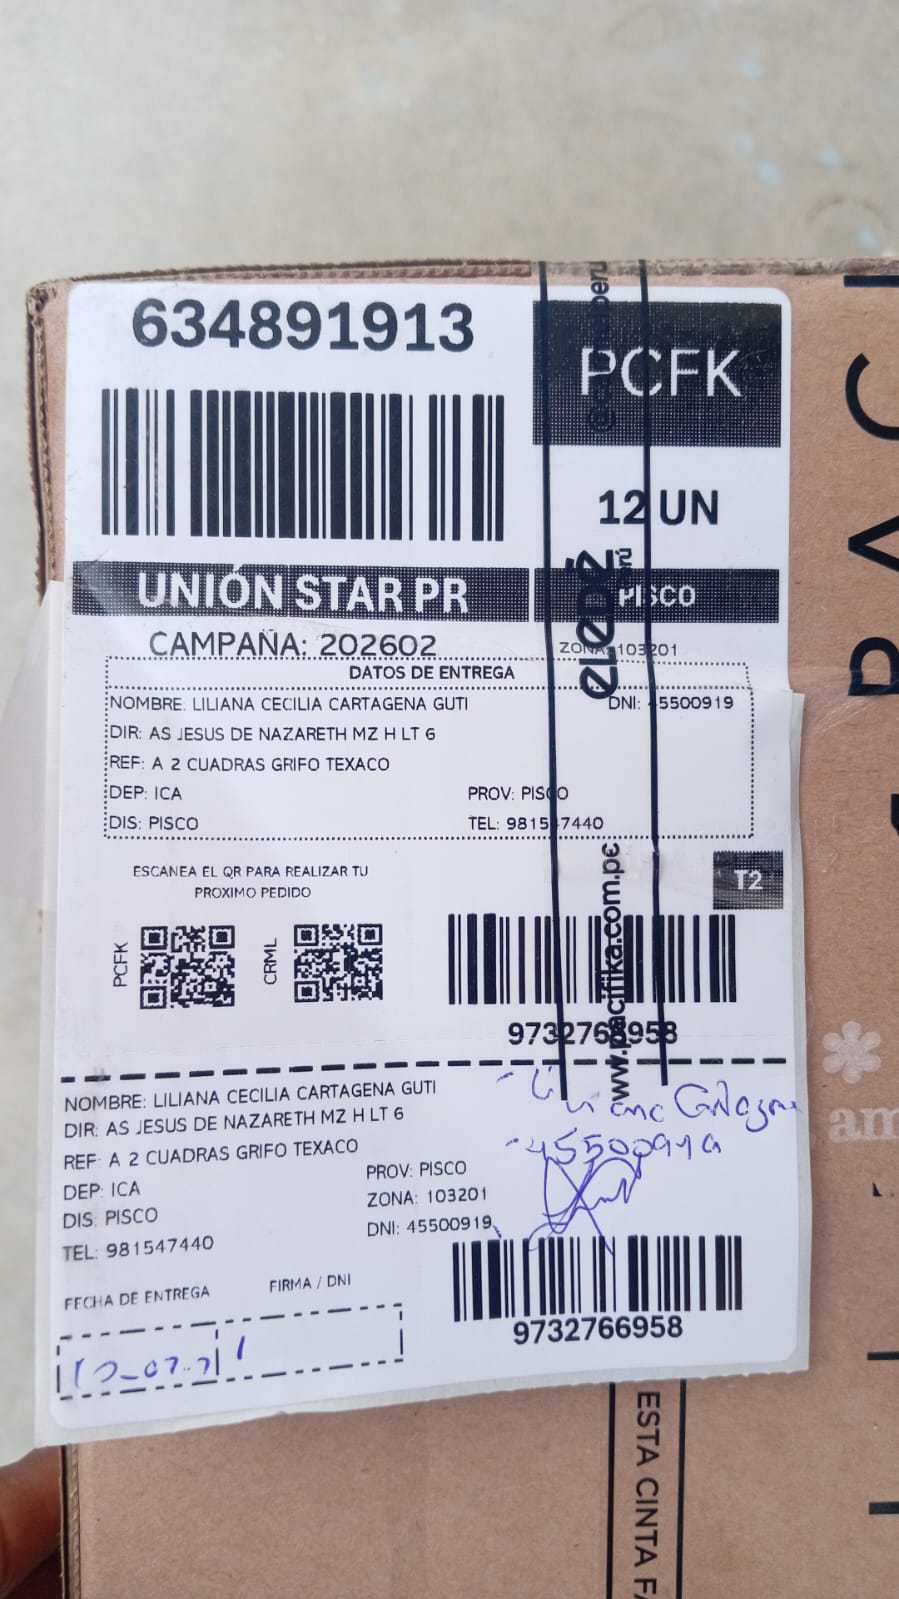 634891913
PCFK
12 UN
UNIÓN STAR PR
PISCO
CAMPAÑA: 202602
ZONA: 103201
DATOS DE ENTREGA
NOMBRE: LILIANA CECILIA CARTAGENA GUTI DNI: 45500919
DIR: AS JESUS DE NAZARETH MZ H LT 6
REF: A 2 CUADRAS GRIFO TEXACO
DEP: ICA PROV: PISCO
DIS: PISCO TEL: 981547440
ESCANEA EL QR PARA REALIZAR TU
PROXIMO PEDIDO
T2
PCFK
CRML
9732766958
elebé
www.pacifika.com.pe
NOMBRE: LILIANA CECILIA CARTAGENA GUTI
DIR: AS JESUS DE NAZARETH MZ H LT 6
REF: A 2 CUADRAS GRIFO TEXACO
DEP: ICA PROV: PISCO
DIS: PISCO ZONA: 103201
TEL: 981547440 DNI: 45500919
45500919
FECHA DE ENTREGA FIRMA / DNI
9732766958
am
ESTA CINTA